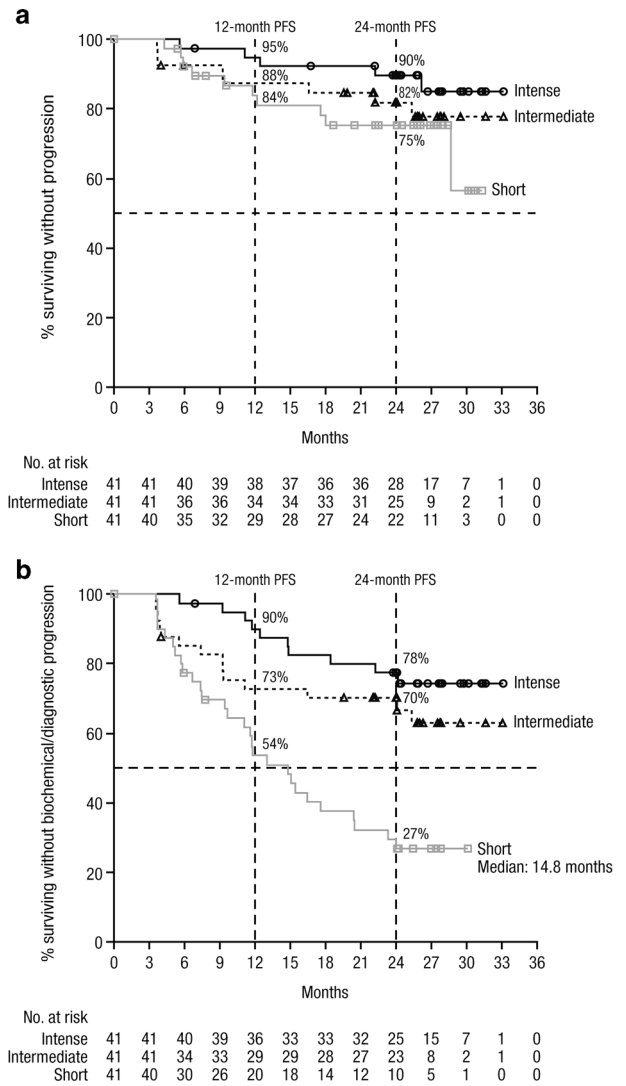 a
12-month PFS
24-month PFS
% surviving without progression
100
80
60
40
20
0
95%
88%
84%
90%
82%
75%
Intense
Intermediate
Short
0 3 6 9 12 15 18 21 24 27 30 33 36
Months
No. at risk
Intense 41 41 40 39 38 37 36 36 28 17 7 1 0
Intermediate 41 41 36 36 34 34 33 31 25 9 2 1 0
Short 41 40 35 32 29 28 27 24 22 11 3 0 0
b
12-month PFS
24-month PFS
% surviving without biochemical/diagnostic progression
100
80
60
40
20
0
90%
73%
54%
78%
70%
27%
Intense
Intermediate
Short
Median: 14.8 months
0 3 6 9 12 15 18 21 24 27 30 33 36
Months
No. at risk
Intense 41 41 40 39 36 33 33 32 25 15 7 1 0
Intermediate 41 41 34 33 29 29 28 27 23 8 2 1 0
Short 41 40 30 26 20 18 14 12 10 5 1 0 0